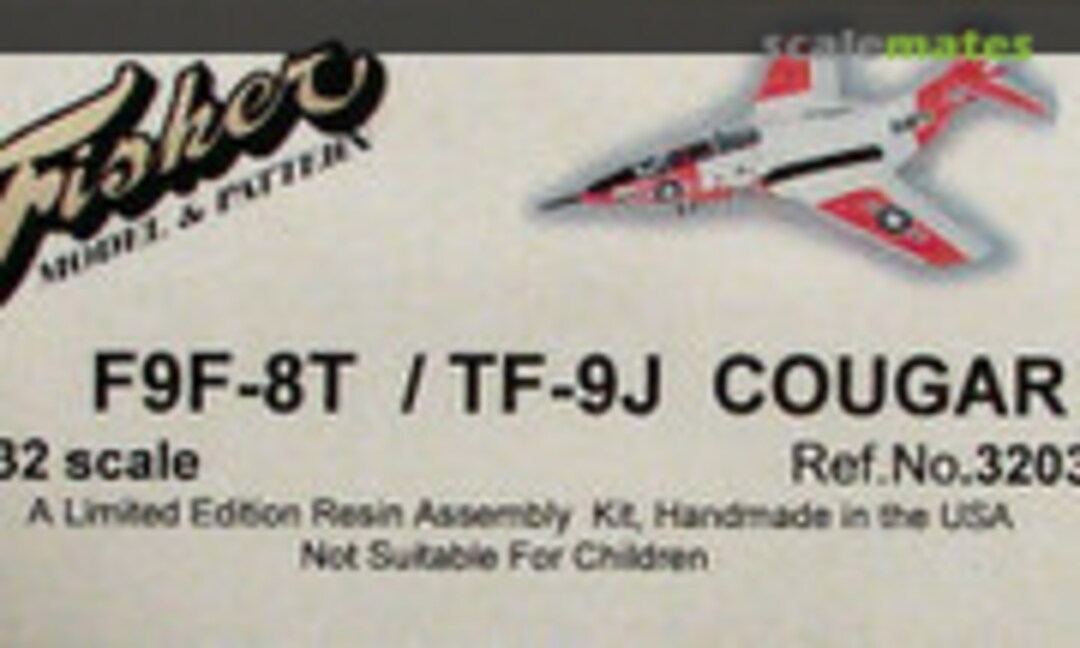 scalemates
Fisher
MODEL & PATTERN
F9F-8T / TF-9J COUGAR
32 scale
Ref.No.3203
A Limited Edition Resin Assembly Kit, Handmade in the USA
Not Suitable For Children